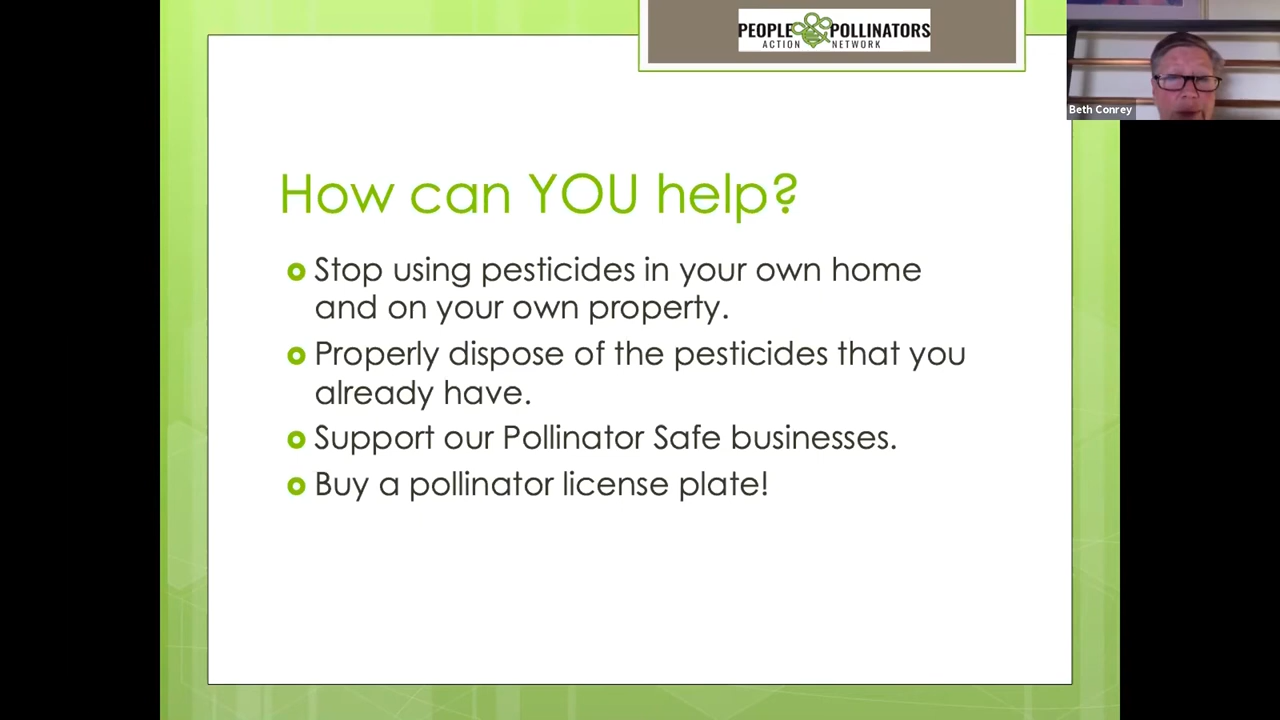 PEOPLE POLLINATORS
ACTION NETWORK
Beth Conrey
How can YOU help?
Stop using pesticides in your own home
and on your own property.
Properly dispose of the pesticides that you
already have.
Support our Pollinator Safe businesses.
Buy a pollinator license plate!